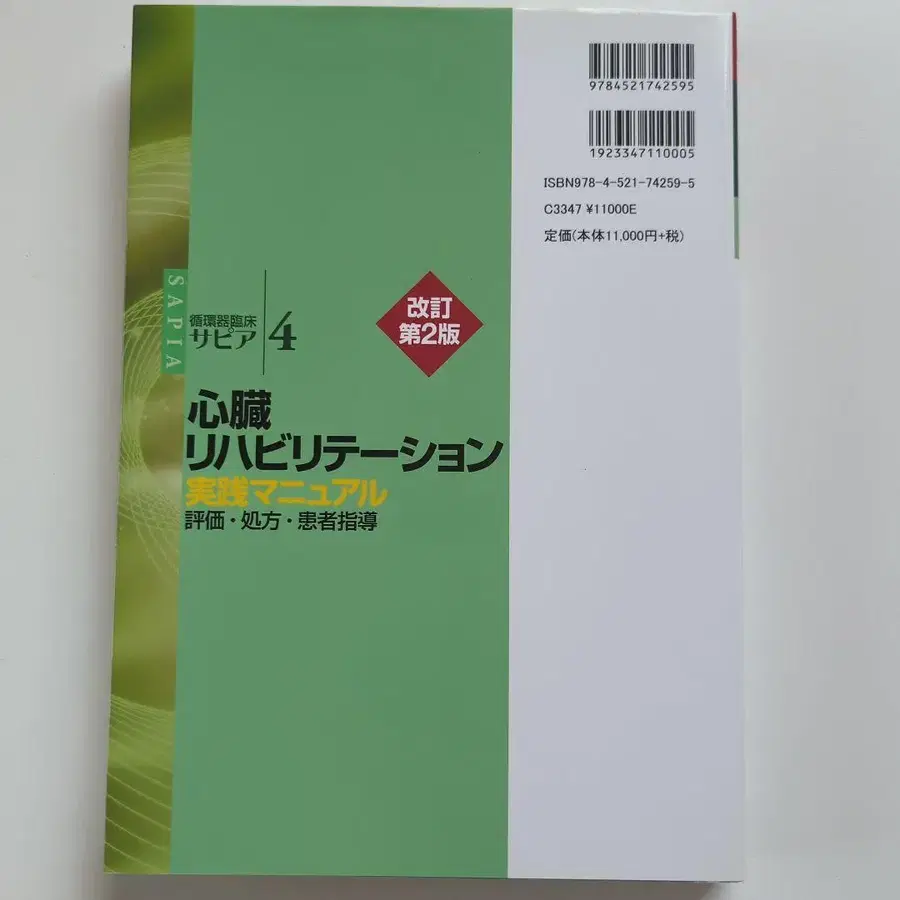 9784521742595
1923347110005
ISBN978-4-521-74259-5
C3347 ¥11000E
定価(本体11,000円+税)
SAPIA
循環器臨床
サピア
4
改訂
第2版
心臓
リハビリテーション
実践マニュアル
評価・処方・患者指導